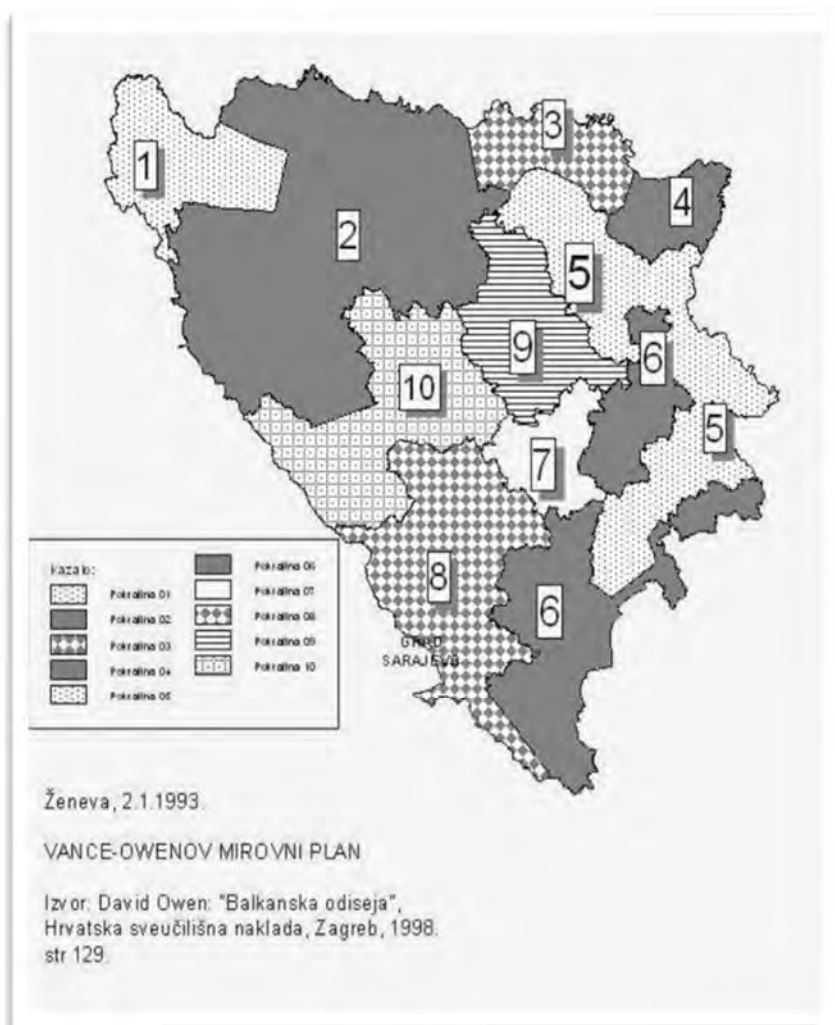 1
2
3
4
5
6
5
9
10
7
8
6
GRAD
SARAJEVO
Kazalo:
Pokrajina 01
Pokrajina 02
Pokrajina 03
Pokrajina 04
Pokrajina 05
Pokrajina 06
Pokrajina 07
Pokrajina 08
Pokrajina 09
Pokrajina 10
Ženeva, 2.1.1993.
VANCE-OWENOV MIROVNI PLAN
Izvor: David Owen: "Balkanska odiseja",
Hrvatska sveučilišna naklada, Zagreb, 1998.
str 129.